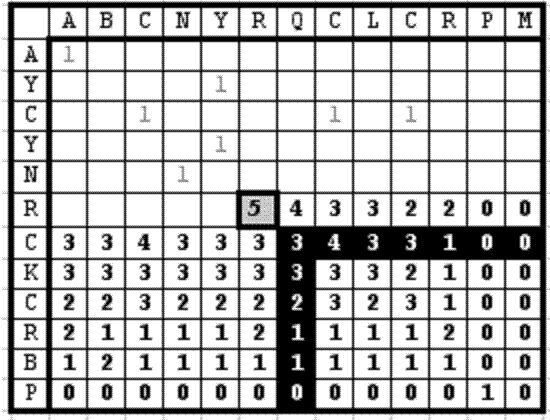 A B C N Y R Q C L C R P M
A 1
Y 1
C 1 1 1
Y 1
N 1
R 5 4 3 3 2 2 0 0
C 3 3 4 3 3 3 3 4 3 3 1 0 0
K 3 3 3 3 3 3 3 3 3 2 1 0 0
C 2 2 3 2 2 2 2 3 2 3 1 0 0
R 2 1 1 1 1 2 1 1 1 1 2 0 0
B 1 2 1 1 1 1 1 1 1 1 1 0 0
P 0 0 0 0 0 0 0 0 0 0 0 1 0